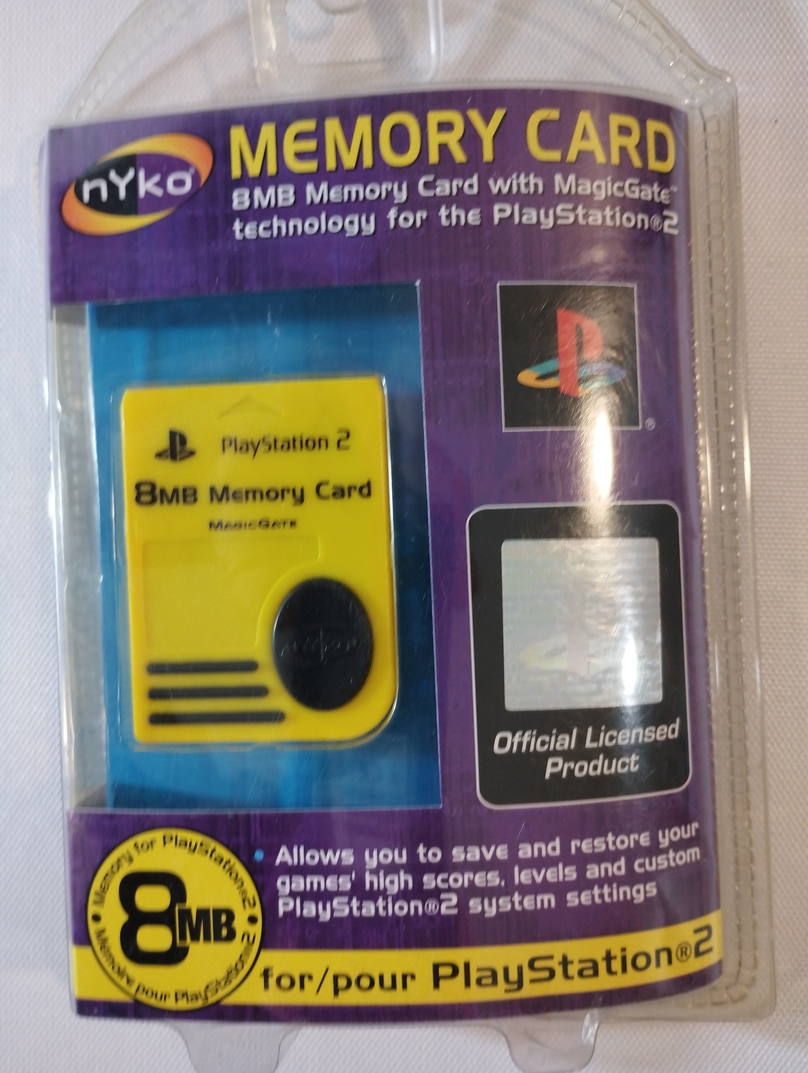 nYko®
MEMORY CARD
8MB Memory Card with MagicGate™
technology for the PlayStation®2
PlayStation 2
8MB Memory Card
MAGICGATE
®
Official Licensed
Product
Memory for PlayStation®2
8MB
Mémoire pour PlayStation®2
• Allows you to save and restore your
games' high scores, levels and custom
PlayStation®2 system settings
for/pour PlayStation®2